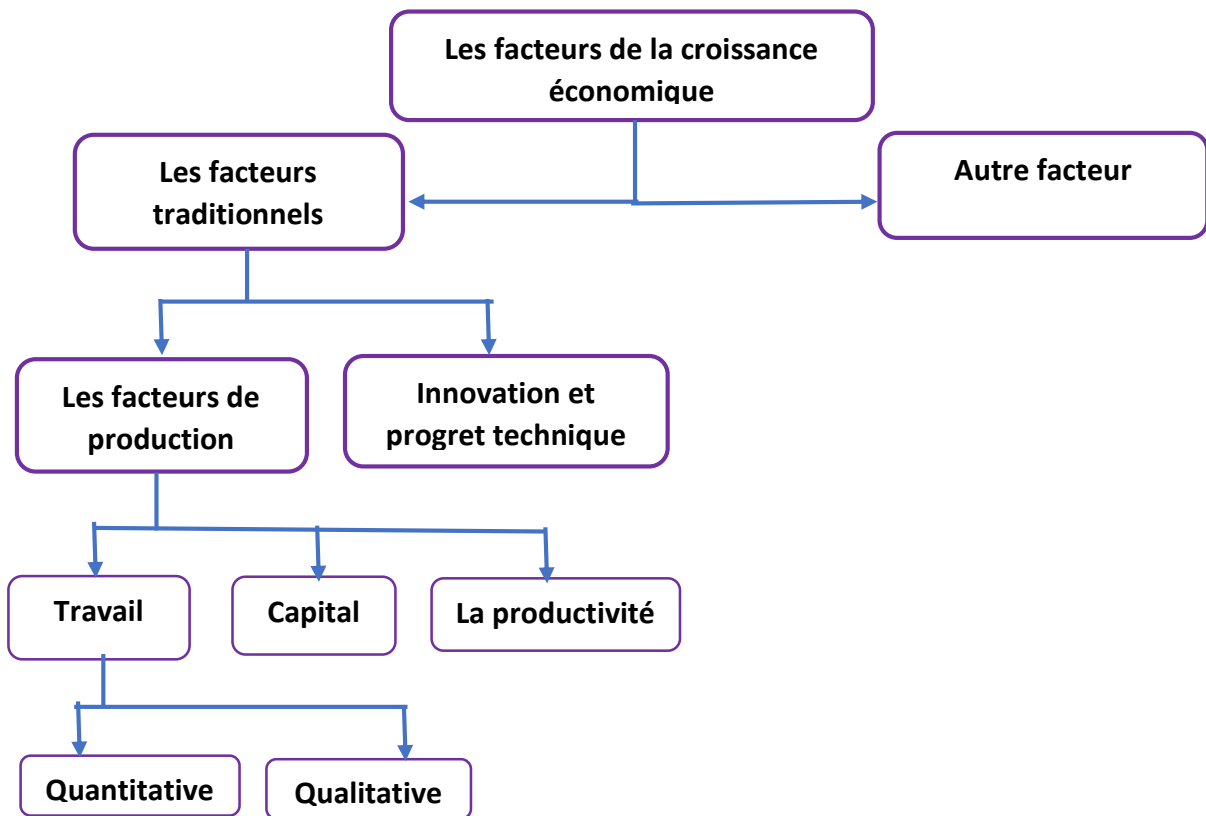 Les facteurs de la croissance
économique
Les facteurs
traditionnels
Autre facteur
Les facteurs de
production
Innovation et
progret technique
Travail
Capital
La productivité
Quantitative
Qualitative